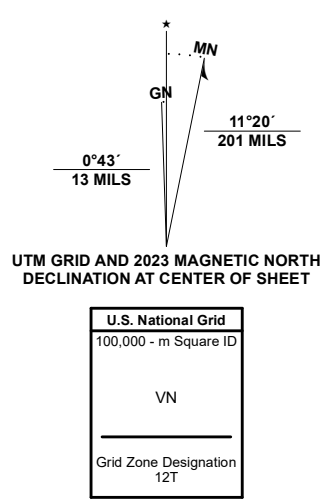 ★
MN
GN
11°20´
201 MILS
0°43´
13 MILS
UTM GRID AND 2023 MAGNETIC NORTH
DECLINATION AT CENTER OF SHEET
U.S. National Grid
100,000 - m Square ID
VN
Grid Zone Designation
12T